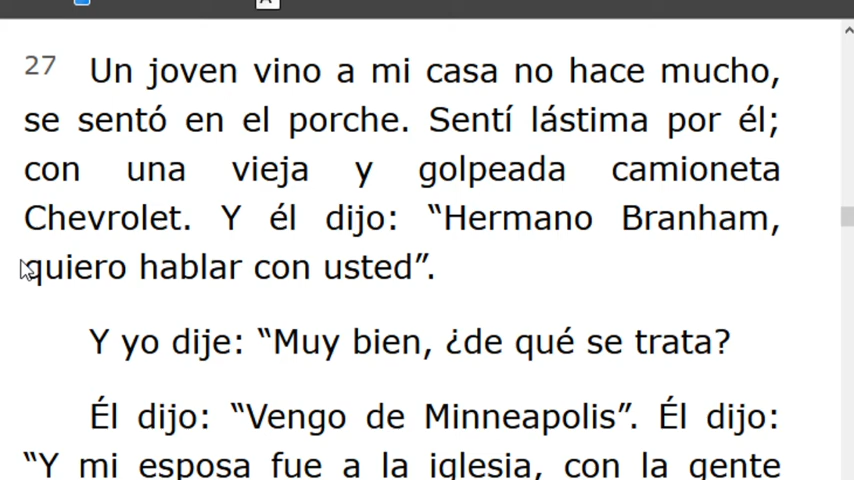 27 Un joven vino a mi casa no hace mucho,
se sentó en el porche. Sentí lástima por él;
con una vieja y golpeada camioneta
Chevrolet. Y él dijo: “Hermano Branham,
quiero hablar con usted”.
Y yo dije: “Muy bien, ¿de qué se trata?
Él dijo: “Vengo de Minneapolis”. Él dijo:
“Y mi esposa fue a la iglesia, con la gente